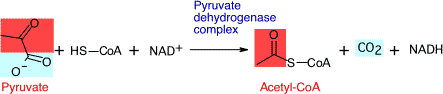 Pyruvate
dehydrogenase
complex
O
O⁻
+ HS—CoA + NAD⁺
O
S—CoA + CO2 + NADH
Pyruvate
Acetyl-CoA